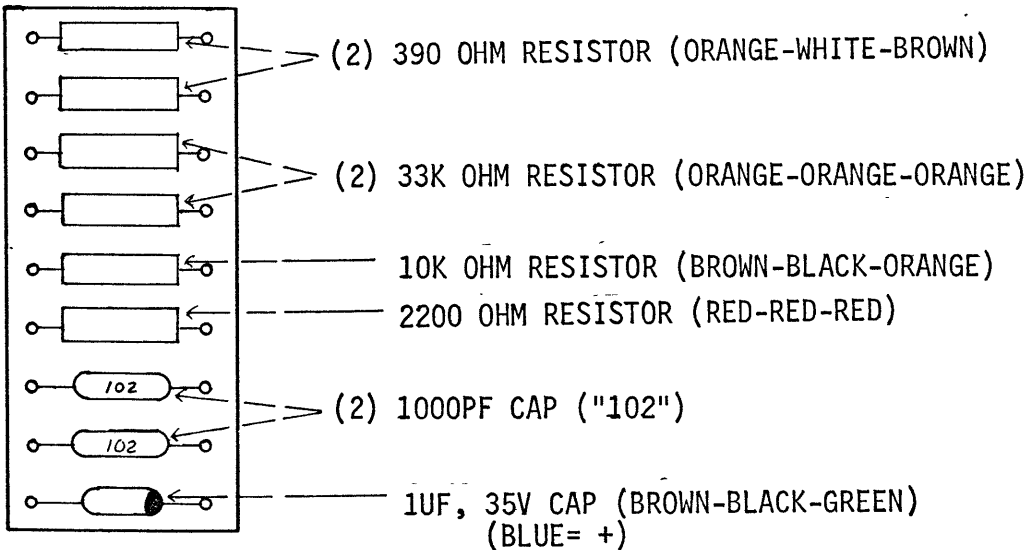 (2) 390 OHM RESISTOR (ORANGE-WHITE-BROWN)
(2) 33K OHM RESISTOR (ORANGE-ORANGE-ORANGE)
10K OHM RESISTOR (BROWN-BLACK-ORANGE)
2200 OHM RESISTOR (RED-RED-RED)
102
(2) 1000PF CAP ("102")
102
1UF, 35V CAP (BROWN-BLACK-GREEN)
(BLUE= +)